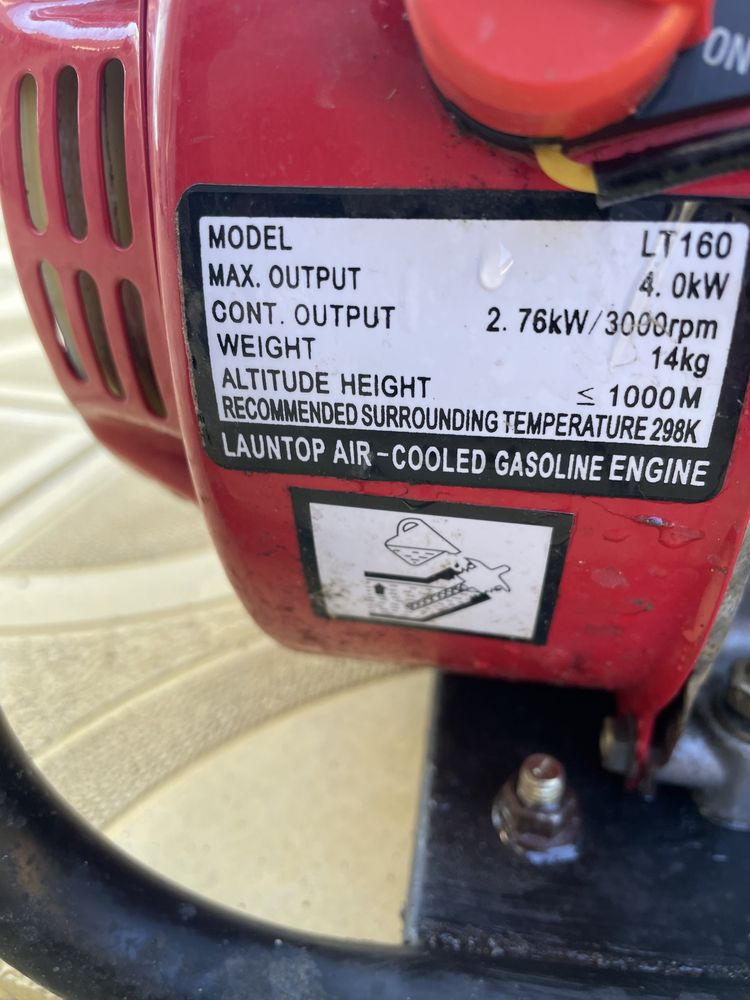 ON
MODEL LT160
MAX. OUTPUT 4.0kW
CONT. OUTPUT 2.76kW/3000rpm
WEIGHT 14kg
ALTITUDE HEIGHT ≤ 1000M
RECOMMENDED SURROUNDING TEMPERATURE 298K
LAUNTOP AIR-COOLED GASOLINE ENGINE